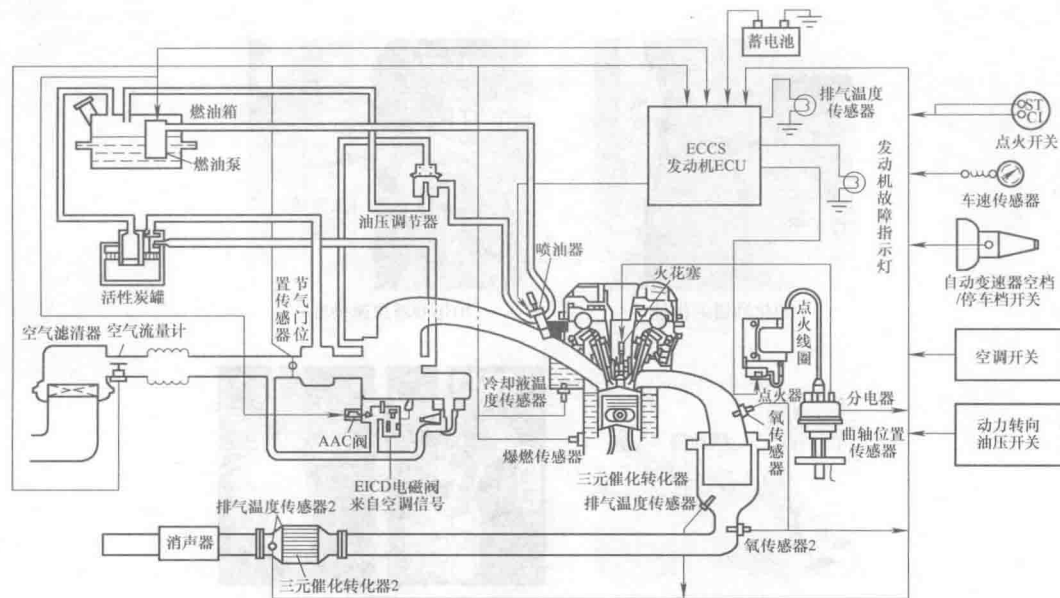 蓄电池
燃油箱
燃油泵
ECCS
发动机ECU
排气温度
传感器
ST
CI
点火开关
发动机故障指示灯
车速传感器
油压调节器
喷油器
火花塞
自动变速器空档
/停车档开关
活性炭罐
节气门位
置传感器
空气滤清器
空气流量计
点火线圈
空调开关
冷却液温
度传感器
点火器
分电器
氧传感器
曲轴位置
传感器
动力转向
油压开关
AAC阀
爆燃传感器
EICD电磁阀
来自空调信号
三元催化转化器
排气温度传感器
排气温度传感器2
消声器
氧传感器2
三元催化转化器2